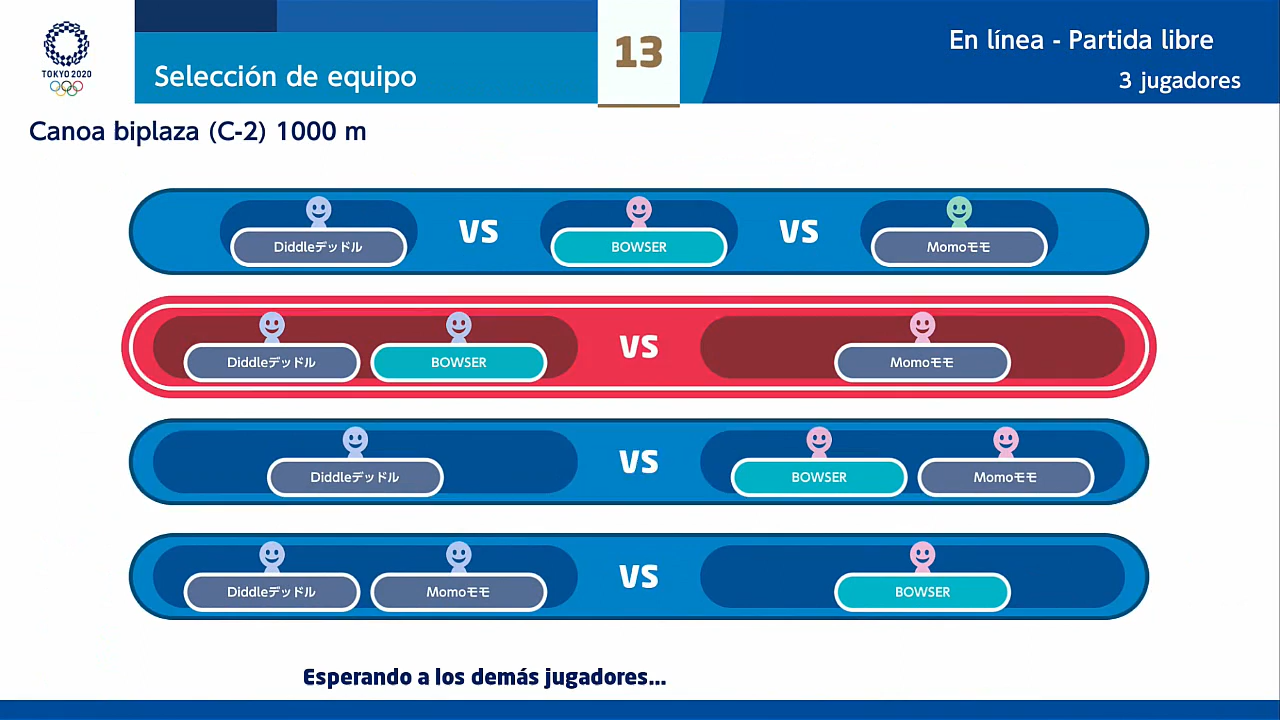 TOKYO 2020
Selección de equipo
13
En línea - Partida libre
3 jugadores
Canoa biplaza (C-2) 1000 m
Diddleデッドル VS BOWSER VS Momoモモ
Diddleデッドル BOWSER VS Momoモモ
Diddleデッドル VS BOWSER Momoモモ
Diddleデッドル Momoモモ VS BOWSER
Esperando a los demás jugadores...